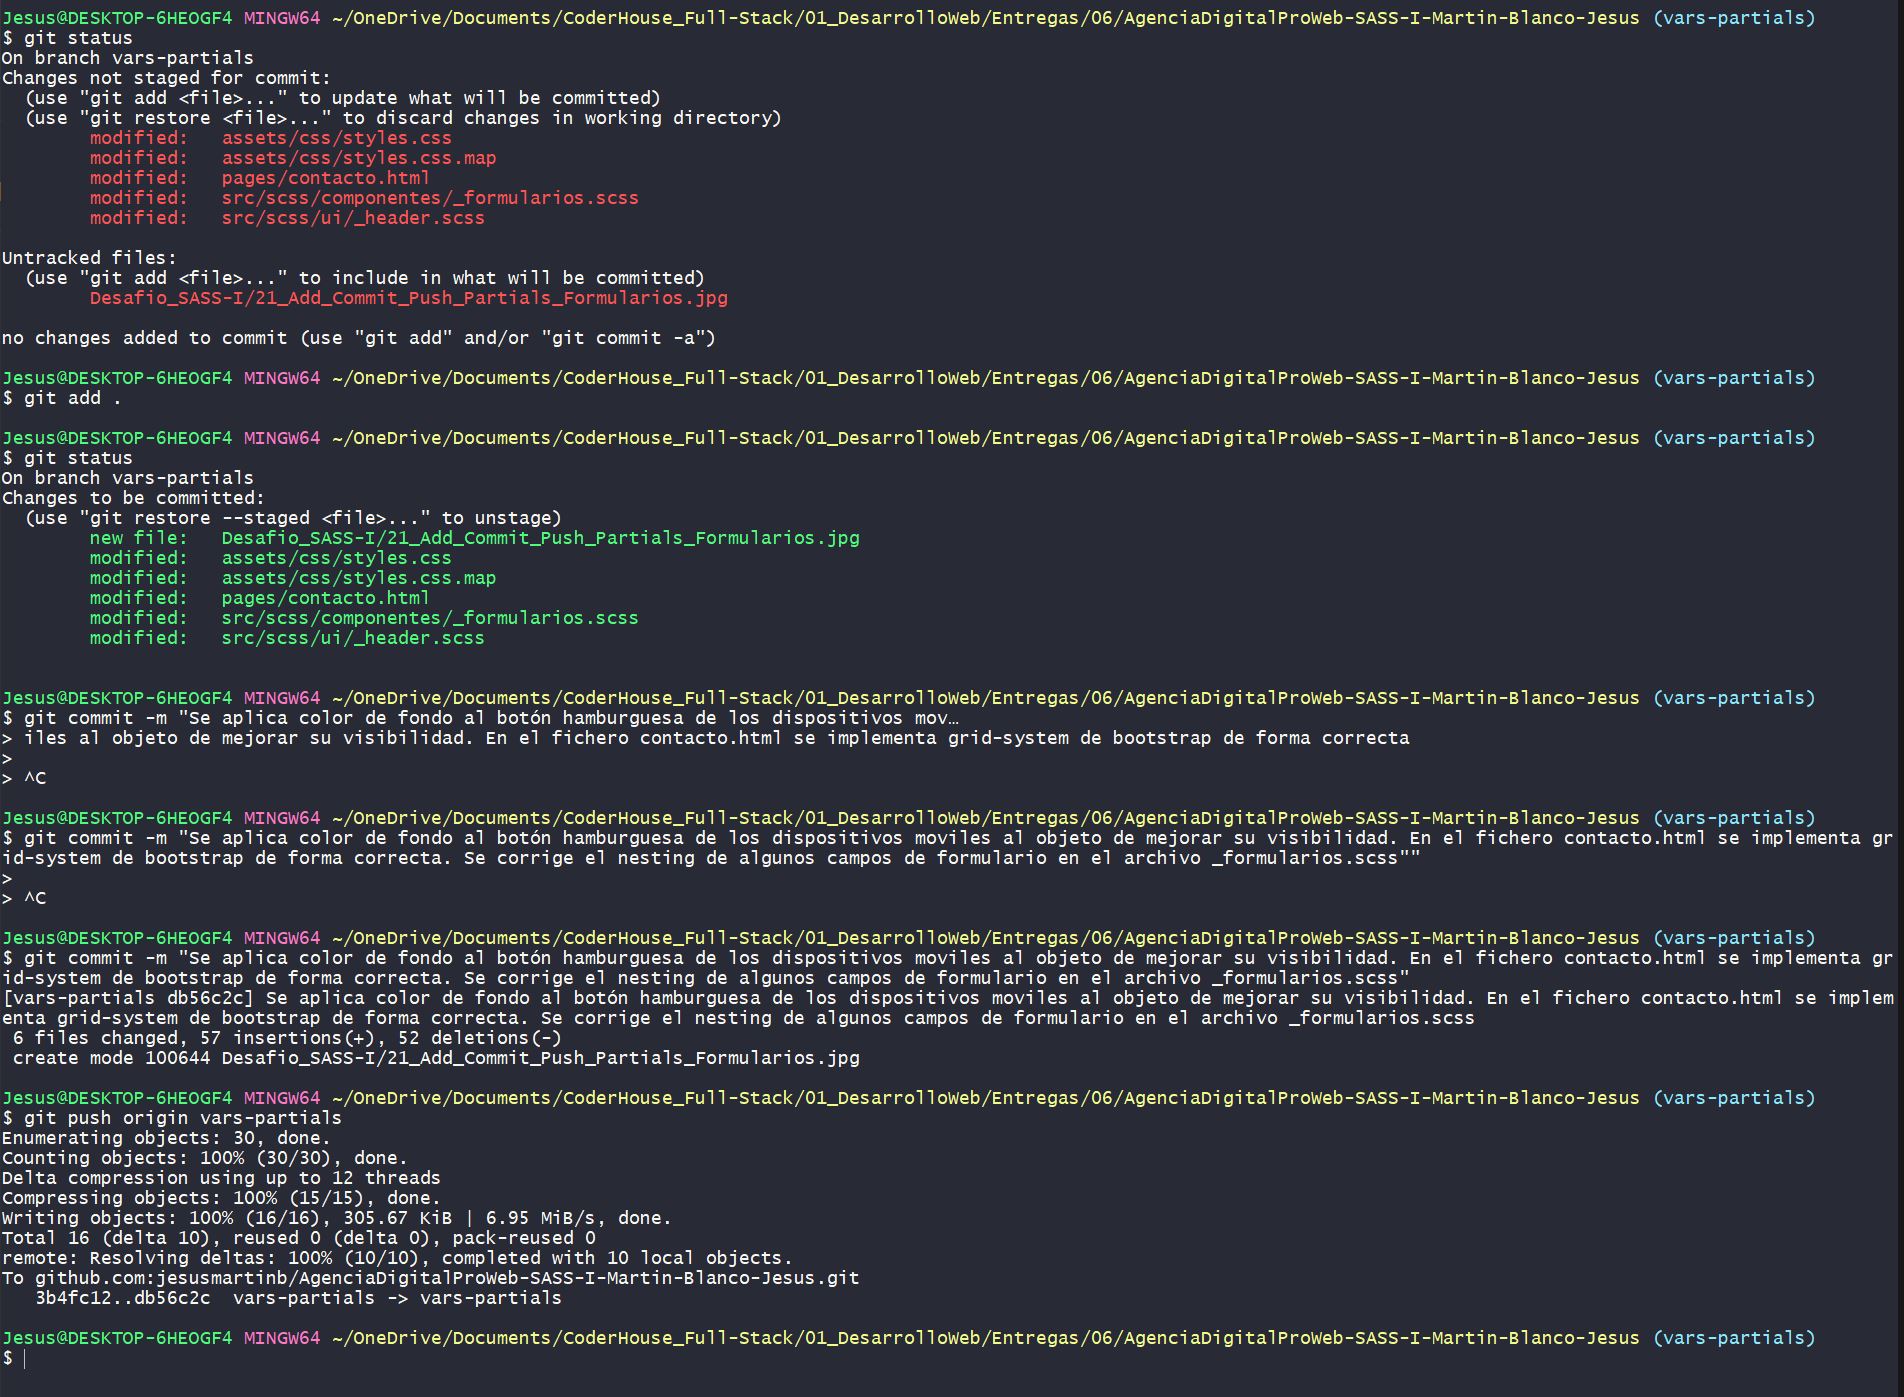 Jesus@DESKTOP-6HEOGF4 MINGW64 ~/OneDrive/Documents/CoderHouse_Full-Stack/01_DesarrolloWeb/Entregas/06/AgenciaDigitalProWeb-SASS-I-Martin-Blanco-Jesus (vars-partials)
$ git status
On branch vars-partials
Changes not staged for commit:
  (use "git add <file>..." to update what will be committed)
  (use "git restore <file>..." to discard changes in working directory)
        modified:   assets/css/styles.css
        modified:   assets/css/styles.css.map
        modified:   pages/contacto.html
        modified:   src/scss/componentes/_formularios.scss
        modified:   src/scss/ui/_header.scss

Untracked files:
  (use "git add <file>..." to include in what will be committed)
        Desafio_SASS-I/21_Add_Commit_Push_Partials_Formularios.jpg

no changes added to commit (use "git add" and/or "git commit -a")

Jesus@DESKTOP-6HEOGF4 MINGW64 ~/OneDrive/Documents/CoderHouse_Full-Stack/01_DesarrolloWeb/Entregas/06/AgenciaDigitalProWeb-SASS-I-Martin-Blanco-Jesus (vars-partials)
$ git add .

Jesus@DESKTOP-6HEOGF4 MINGW64 ~/OneDrive/Documents/CoderHouse_Full-Stack/01_DesarrolloWeb/Entregas/06/AgenciaDigitalProWeb-SASS-I-Martin-Blanco-Jesus (vars-partials)
$ git status
On branch vars-partials
Changes to be committed:
  (use "git restore --staged <file>..." to unstage)
        new file:   Desafio_SASS-I/21_Add_Commit_Push_Partials_Formularios.jpg
        modified:   assets/css/styles.css
        modified:   assets/css/styles.css.map
        modified:   pages/contacto.html
        modified:   src/scss/componentes/_formularios.scss
        modified:   src/scss/ui/_header.scss

Jesus@DESKTOP-6HEOGF4 MINGW64 ~/OneDrive/Documents/CoderHouse_Full-Stack/01_DesarrolloWeb/Entregas/06/AgenciaDigitalProWeb-SASS-I-Martin-Blanco-Jesus (vars-partials)
$ git commit -m "Se aplica color de fondo al botón hamburguesa de los dispositivos mov…
> iles al objeto de mejorar su visibilidad. En el fichero contacto.html se implementa grid-system de bootstrap de forma correcta
>
> ^C

Jesus@DESKTOP-6HEOGF4 MINGW64 ~/OneDrive/Documents/CoderHouse_Full-Stack/01_DesarrolloWeb/Entregas/06/AgenciaDigitalProWeb-SASS-I-Martin-Blanco-Jesus (vars-partials)
$ git commit -m "Se aplica color de fondo al botón hamburguesa de los dispositivos moviles al objeto de mejorar su visibilidad. En el fichero contacto.html se implementa gr
id-system de bootstrap de forma correcta. Se corrige el nesting de algunos campos de formulario en el archivo _formularios.scss""
>
> ^C

Jesus@DESKTOP-6HEOGF4 MINGW64 ~/OneDrive/Documents/CoderHouse_Full-Stack/01_DesarrolloWeb/Entregas/06/AgenciaDigitalProWeb-SASS-I-Martin-Blanco-Jesus (vars-partials)
$ git commit -m "Se aplica color de fondo al botón hamburguesa de los dispositivos moviles al objeto de mejorar su visibilidad. En el fichero contacto.html se implementa gr
id-system de bootstrap de forma correcta. Se corrige el nesting de algunos campos de formulario en el archivo _formularios.scss"
[vars-partials db56c2c] Se aplica color de fondo al botón hamburguesa de los dispositivos moviles al objeto de mejorar su visibilidad. En el fichero contacto.html se implem
enta grid-system de bootstrap de forma correcta. Se corrige el nesting de algunos campos de formulario en el archivo _formularios.scss
 6 files changed, 57 insertions(+), 52 deletions(-)
 create mode 100644 Desafio_SASS-I/21_Add_Commit_Push_Partials_Formularios.jpg

Jesus@DESKTOP-6HEOGF4 MINGW64 ~/OneDrive/Documents/CoderHouse_Full-Stack/01_DesarrolloWeb/Entregas/06/AgenciaDigitalProWeb-SASS-I-Martin-Blanco-Jesus (vars-partials)
$ git push origin vars-partials
Enumerating objects: 30, done.
Counting objects: 100% (30/30), done.
Delta compression using up to 12 threads
Compressing objects: 100% (15/15), done.
Writing objects: 100% (16/16), 305.67 KiB | 6.95 MiB/s, done.
Total 16 (delta 10), reused 0 (delta 0), pack-reused 0
remote: Resolving deltas: 100% (10/10), completed with 10 local objects.
To github.com:jesusmartinb/AgenciaDigitalProWeb-SASS-I-Martin-Blanco-Jesus.git
   3b4fc12..db56c2c  vars-partials -> vars-partials

Jesus@DESKTOP-6HEOGF4 MINGW64 ~/OneDrive/Documents/CoderHouse_Full-Stack/01_DesarrolloWeb/Entregas/06/AgenciaDigitalProWeb-SASS-I-Martin-Blanco-Jesus (vars-partials)
$